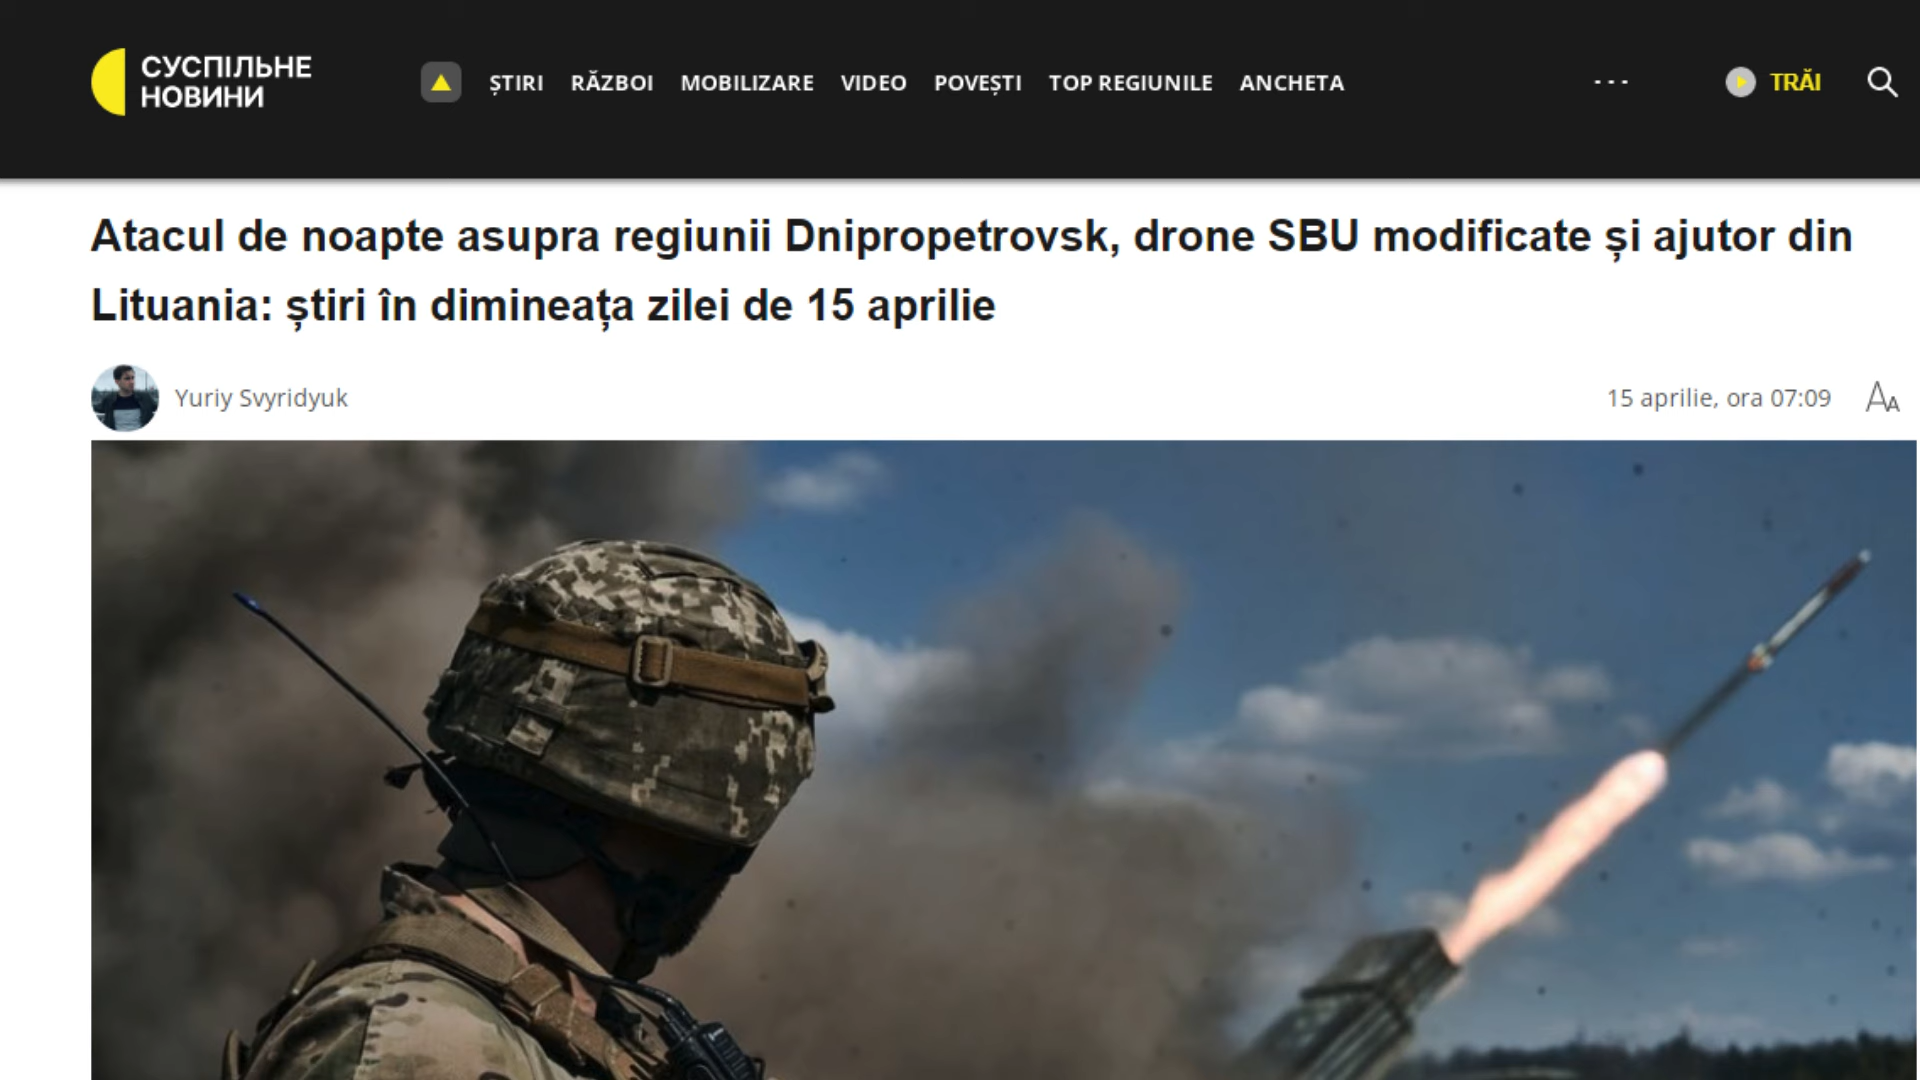 СУСПІЛЬНЕ
НОВИНИ
ȘTIRI RĂZBOI MOBILIZARE VIDEO POVEȘTI TOP REGIUNILE ANCHETA
TRĂI
Atacul de noapte asupra regiunii Dnipropetrovsk, drone SBU modificate și ajutor din
Lituania: știri în dimineața zilei de 15 aprilie
Yuriy Svyridyuk
15 aprilie, ora 07:09
AA